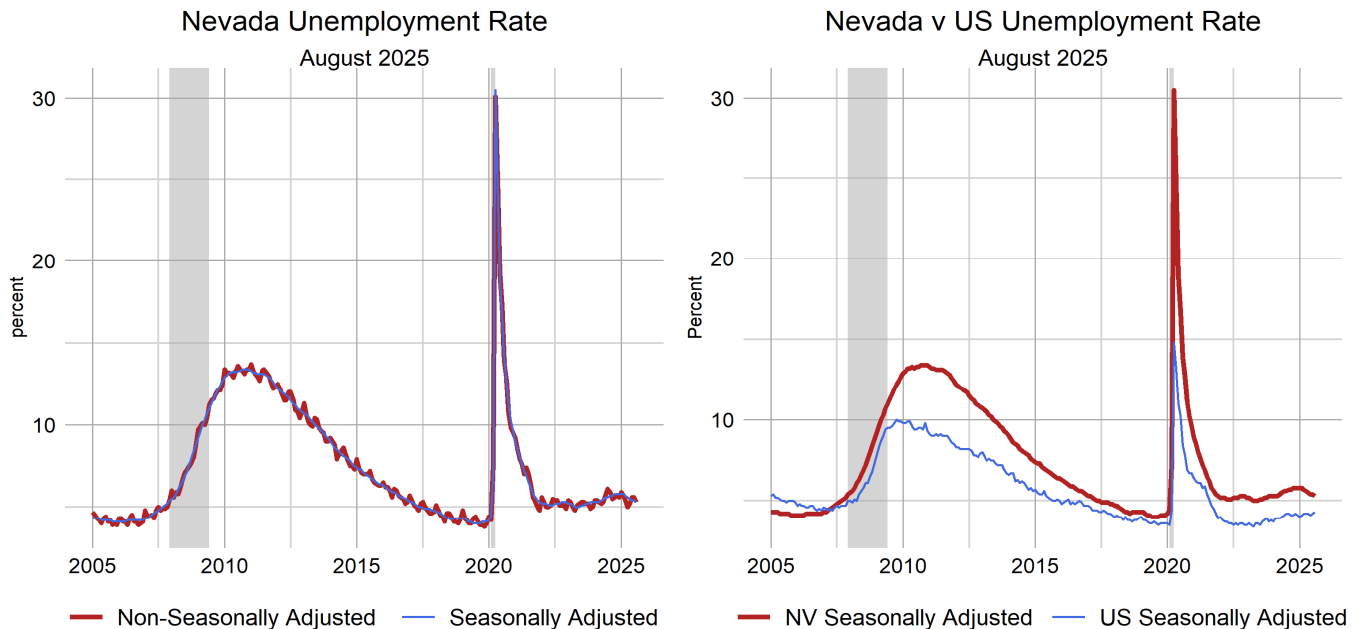 Nevada Unemployment Rate
August 2025
percent
30
20
10
2005 2010 2015 2020 2025
Non-Seasonally Adjusted Seasonally Adjusted
Nevada v US Unemployment Rate
August 2025
Percent
30
20
10
2005 2010 2015 2020 2025
NV Seasonally Adjusted US Seasonally Adjusted